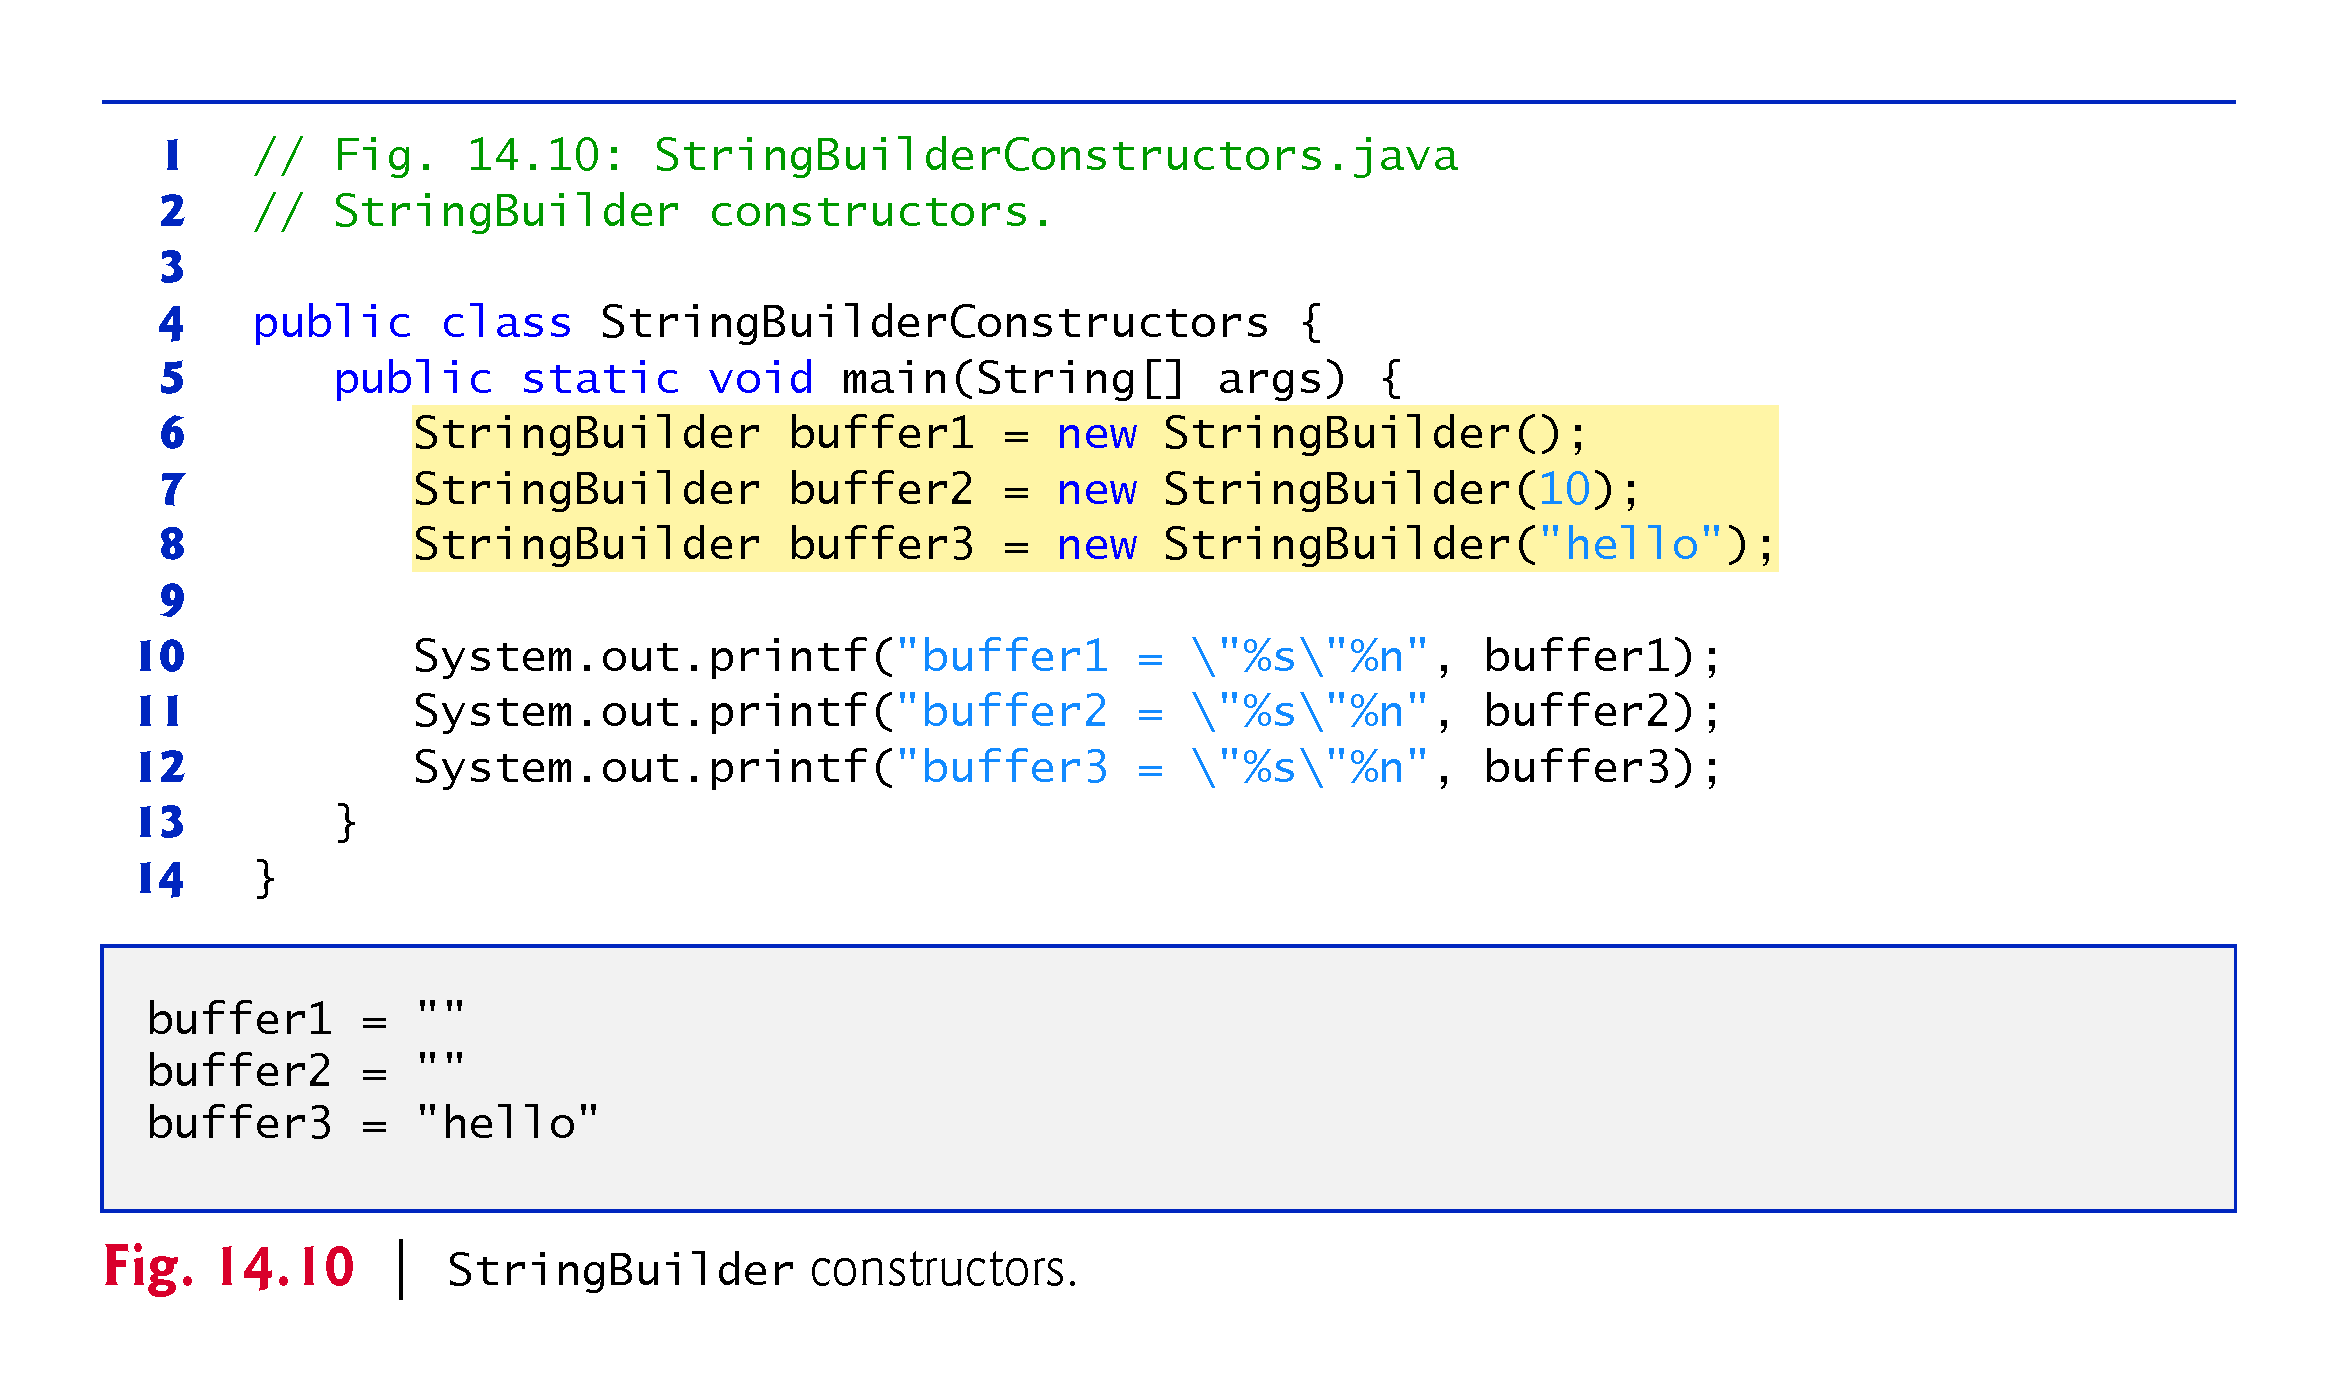 1 // Fig. 14.10: StringBuilderConstructors.java
2 // StringBuilder constructors.
3
4 public class StringBuilderConstructors {
5    public static void main(String[] args) {
6       StringBuilder buffer1 = new StringBuilder();
7       StringBuilder buffer2 = new StringBuilder(10);
8       StringBuilder buffer3 = new StringBuilder("hello");
9
10       System.out.printf("buffer1 = \"%s\"%n", buffer1);
11       System.out.printf("buffer2 = \"%s\"%n", buffer2);
12       System.out.printf("buffer3 = \"%s\"%n", buffer3);
13    }
14 }
buffer1 = ""
buffer2 = ""
buffer3 = "hello"
Fig. 14.10 | StringBuilder constructors.